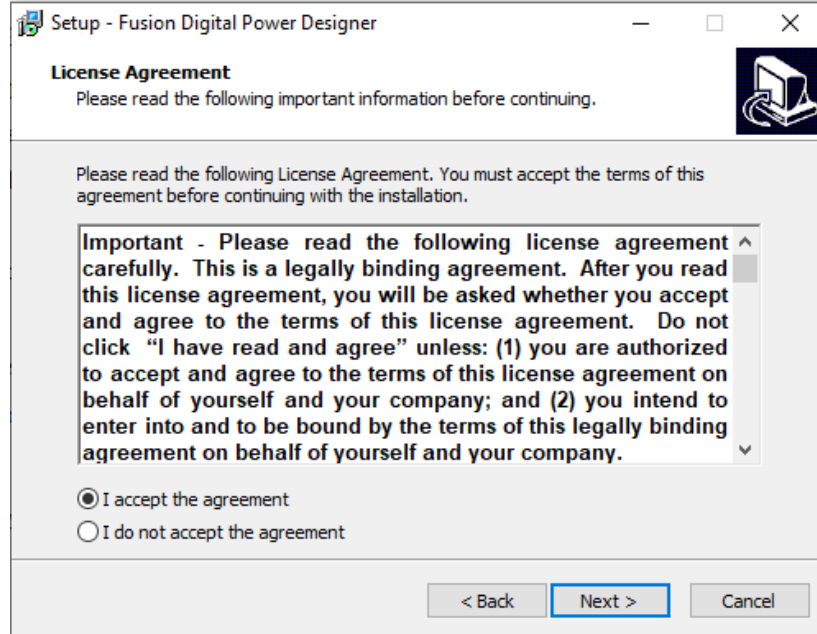 Setup - Fusion Digital Power Designer
License Agreement
Please read the following important information before continuing.
Please read the following License Agreement. You must accept the terms of this
agreement before continuing with the installation.
Important - Please read the following license agreement
carefully. This is a legally binding agreement. After you read
this license agreement, you will be asked whether you accept
and agree to the terms of this license agreement. Do not
click “I have read and agree” unless: (1) you are authorized
to accept and agree to the terms of this license agreement on
behalf of yourself and your company; and (2) you intend to
enter into and to be bound by the terms of this legally binding
agreement on behalf of yourself and your company.
I accept the agreement
I do not accept the agreement
< Back Next > Cancel